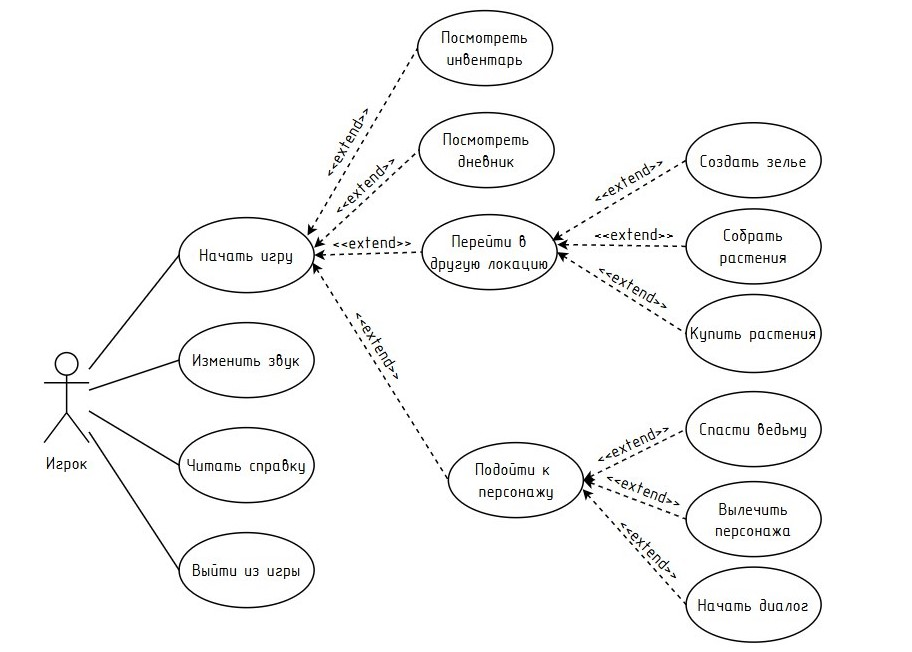 Посмотреть
инвентарь
<<extend>>
Посмотреть
дневник
<<extend>>
Создать зелье
<<extend>>
Начать игру
<<extend>>
Перейти в
другую локацию
<<extend>>
Собрать
растения
<<extend>>
Купить растения
<<extend>>
Изменить звук
Игрок
Читать справку
Подойти к
персонажу
<<extend>>
Спасти ведьму
<<extend>>
Вылечить
персонажа
<<extend>>
Начать диалог
Выйти из игры